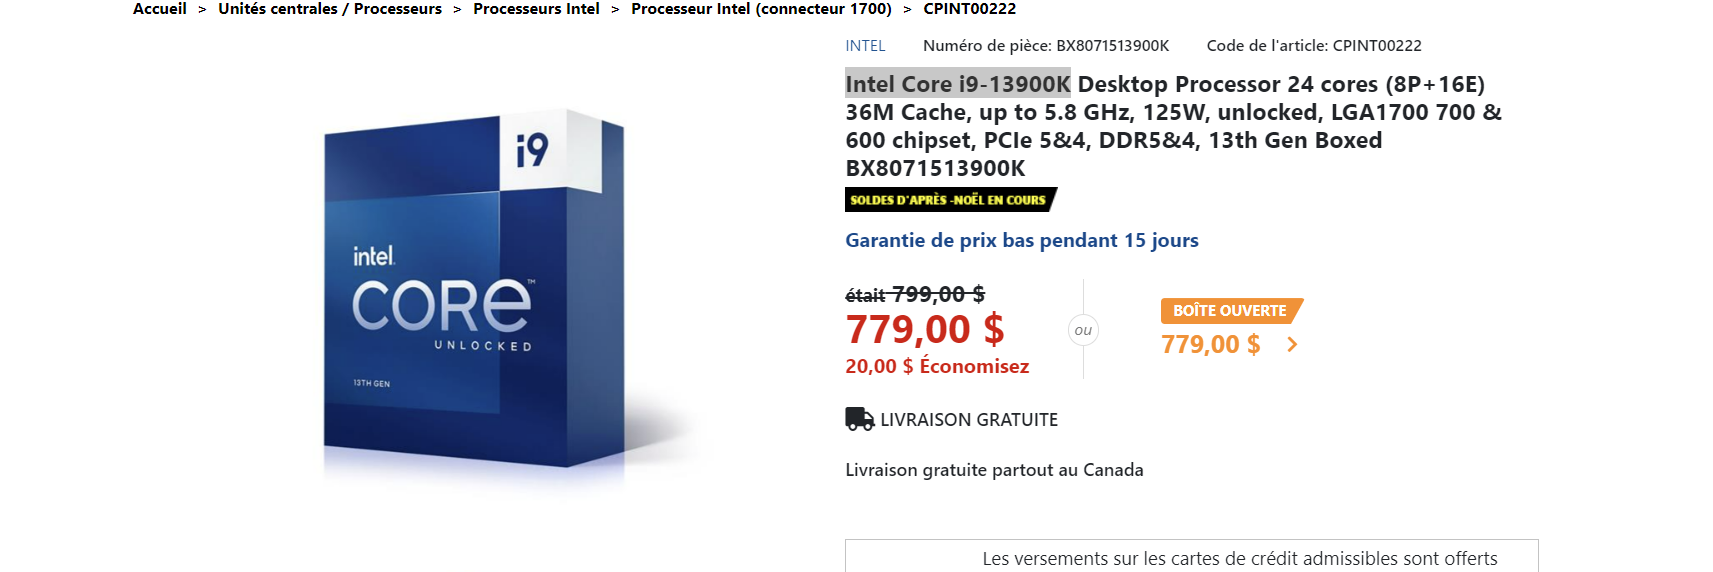 Accueil > Unités centrales / Processeurs > Processeurs Intel > Processeur Intel (connecteur 1700) > CPINT00222
INTEL Numéro de pièce: BX8071513900K Code de l'article: CPINT00222
Intel Core i9-13900K Desktop Processor 24 cores (8P+16E)
36M Cache, up to 5.8 GHz, 125W, unlocked, LGA1700 700 &
600 chipset, PCIe 5&4, DDR5&4, 13th Gen Boxed
BX8071513900K
SOLDES D'APRÈS -NOËL EN COURS
Garantie de prix bas pendant 15 jours
était 799,00 $
779,00 $
20,00 $ Économisez
ou
BOÎTE OUVERTE
779,00 $ >
LIVRAISON GRATUITE
Livraison gratuite partout au Canada
Les versements sur les cartes de crédit admissibles sont offerts
i9
intel.
CORE™
UNLOCKED
13TH GEN